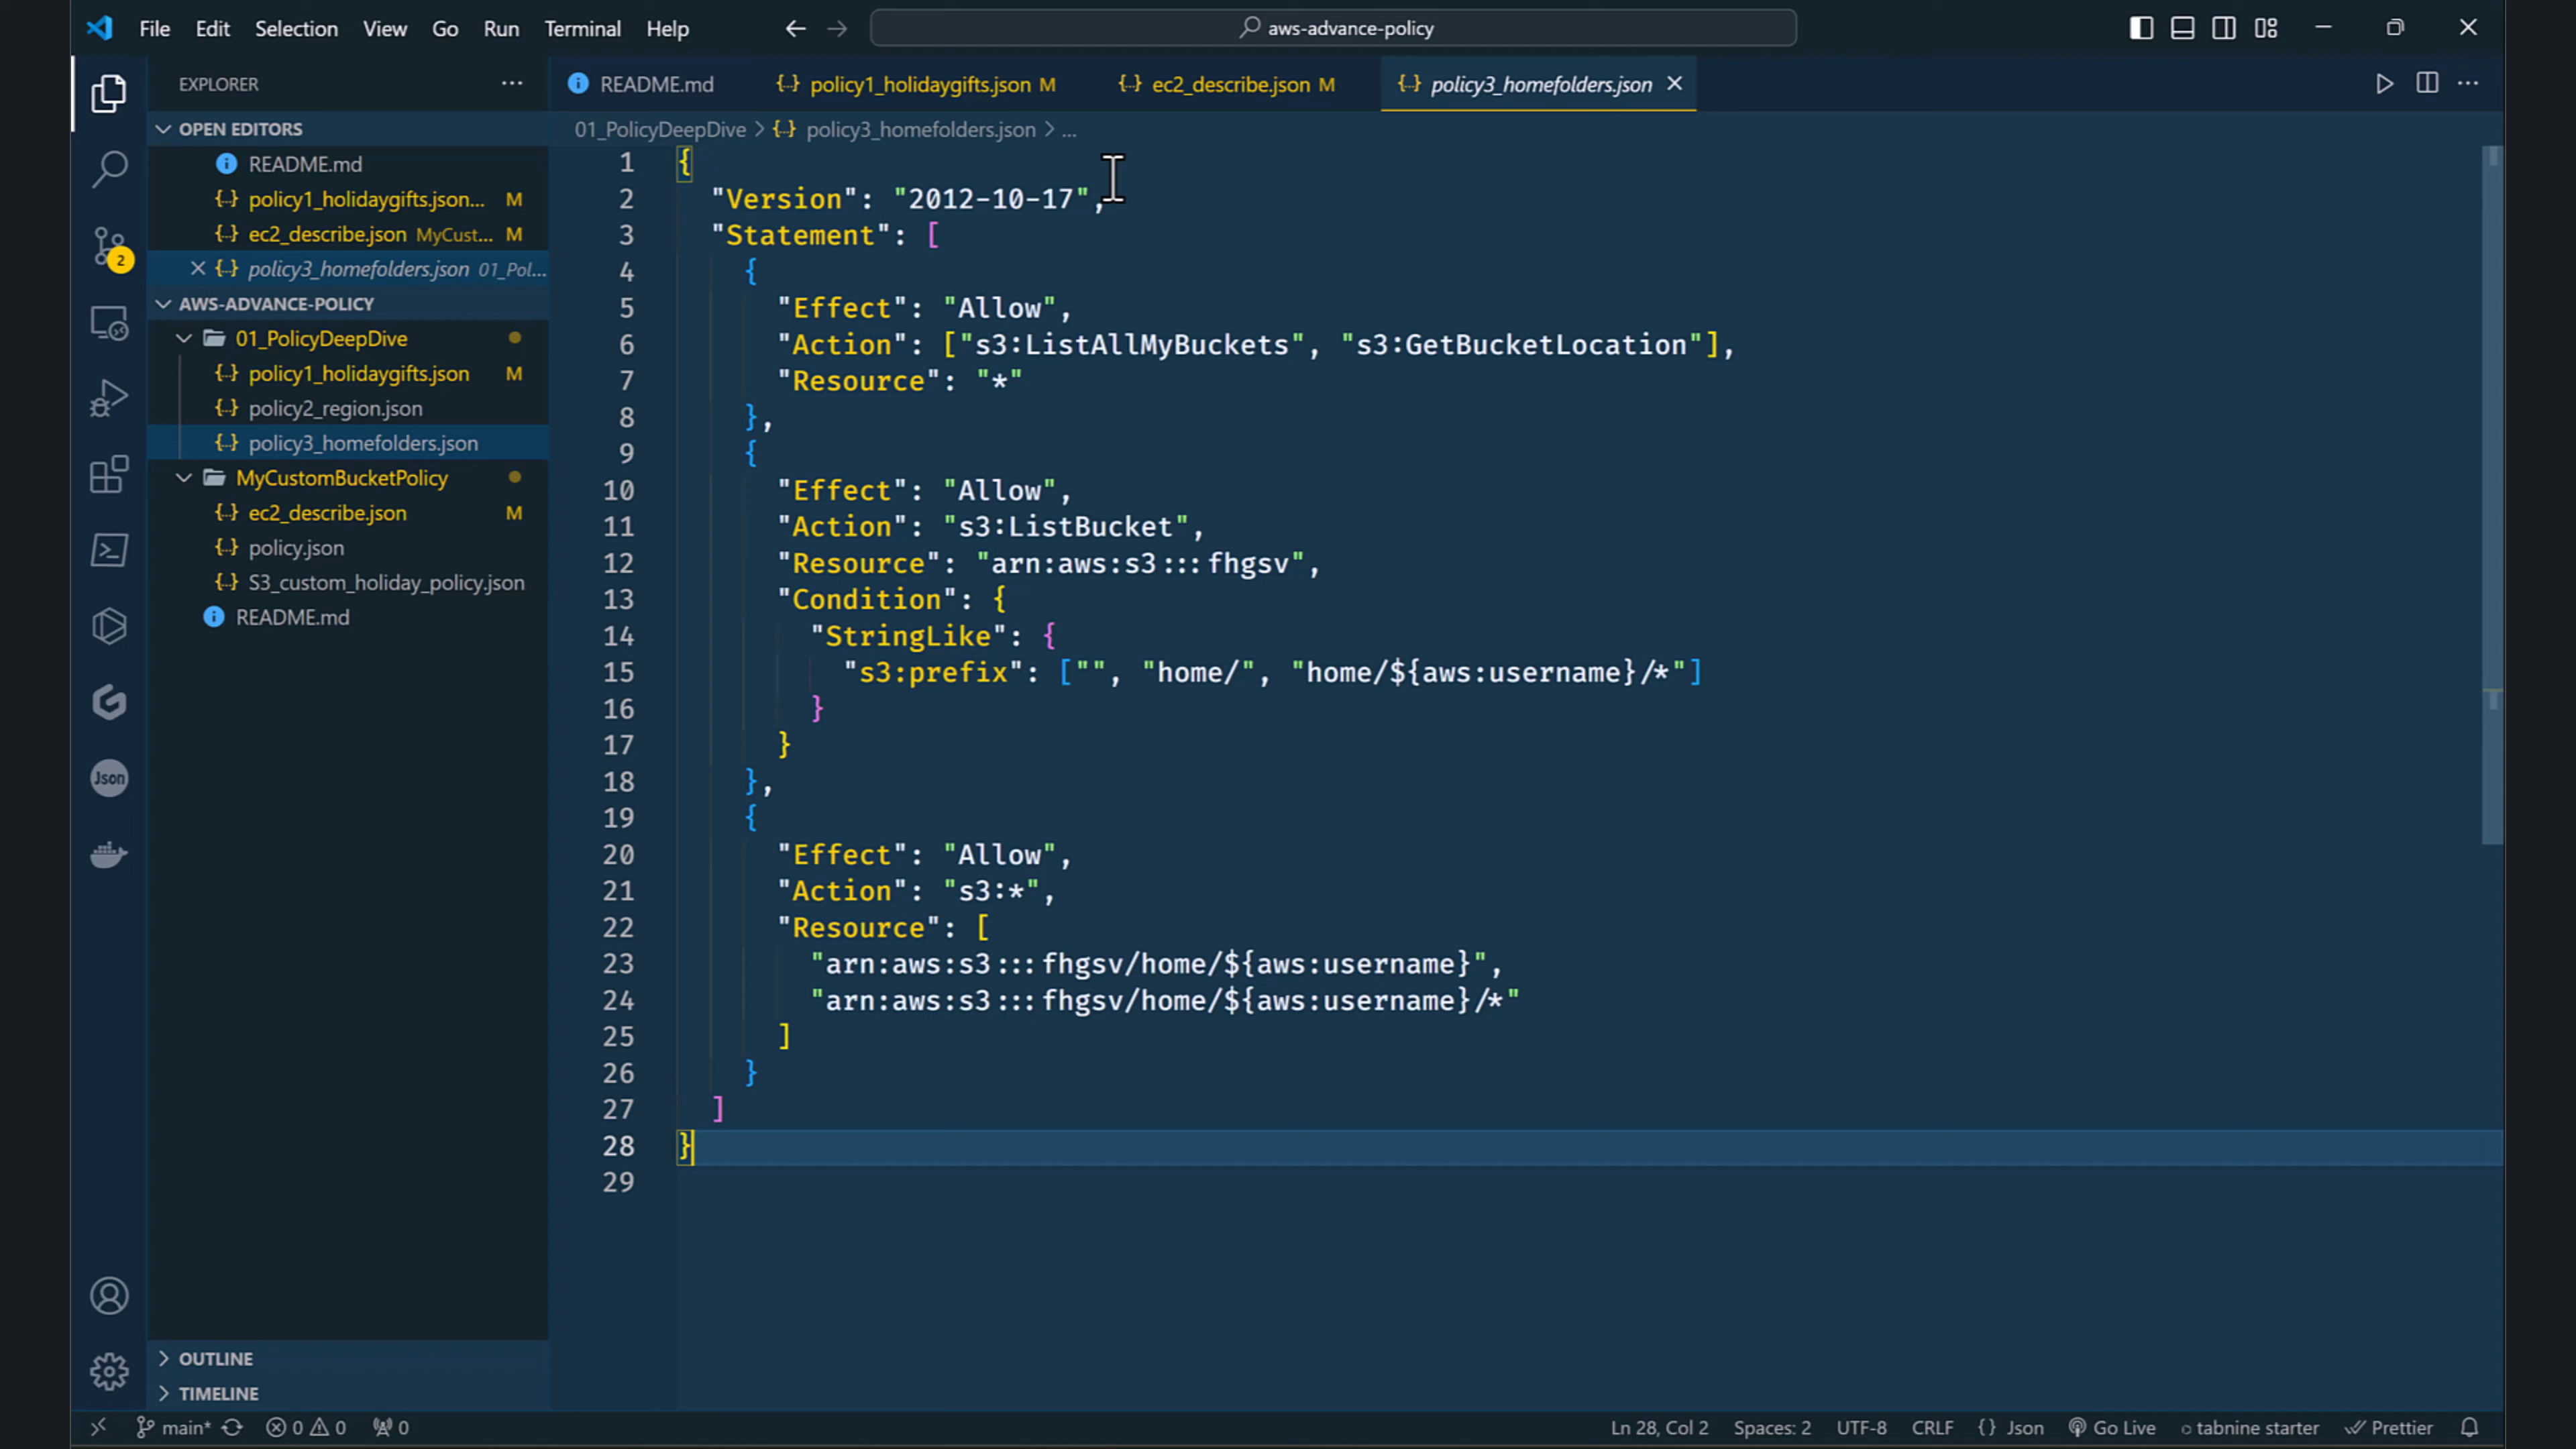 File Edit Selection View Go Run Terminal Help
aws-advance-policy
EXPLORER
OPEN EDITORS
README.md
policy1_holidaygifts.json... M
ec2_describe.json MyCust... M
policy3_homefolders.json 01_Pol...
AWS-ADVANCE-POLICY
01_PolicyDeepDive
policy1_holidaygifts.json M
policy2_region.json
policy3_homefolders.json
MyCustomBucketPolicy
ec2_describe.json M
policy.json
S3_custom_holiday_policy.json
README.md
2
Json
OUTLINE
TIMELINE
README.md policy1_holidaygifts.json M ec2_describe.json M policy3_homefolders.json
01_PolicyDeepDive > policy3_homefolders.json > ...
1 {
2 "Version": "2012-10-17",
3 "Statement": [
4 {
5 "Effect": "Allow",
6 "Action": ["s3:ListAllMyBuckets", "s3:GetBucketLocation"],
7 "Resource": "*"
8 },
9 {
10 "Effect": "Allow",
11 "Action": "s3:ListBucket",
12 "Resource": "arn:aws:s3:::fhgsv",
13 "Condition": {
14 "StringLike": {
15 "s3:prefix": ["", "home/", "home/${aws:username}/*"]
16 }
17 }
18 },
19 {
20 "Effect": "Allow",
21 "Action": "s3:*",
22 "Resource": [
23 "arn:aws:s3:::fhgsv/home/${aws:username}",
24 "arn:aws:s3:::fhgsv/home/${aws:username}/*"
25 ]
26 }
27 ]
28 }
29
main* 0 0 0 Ln 28, Col 2 Spaces: 2 UTF-8 CRLF {} Json Go Live tabnine starter Prettier